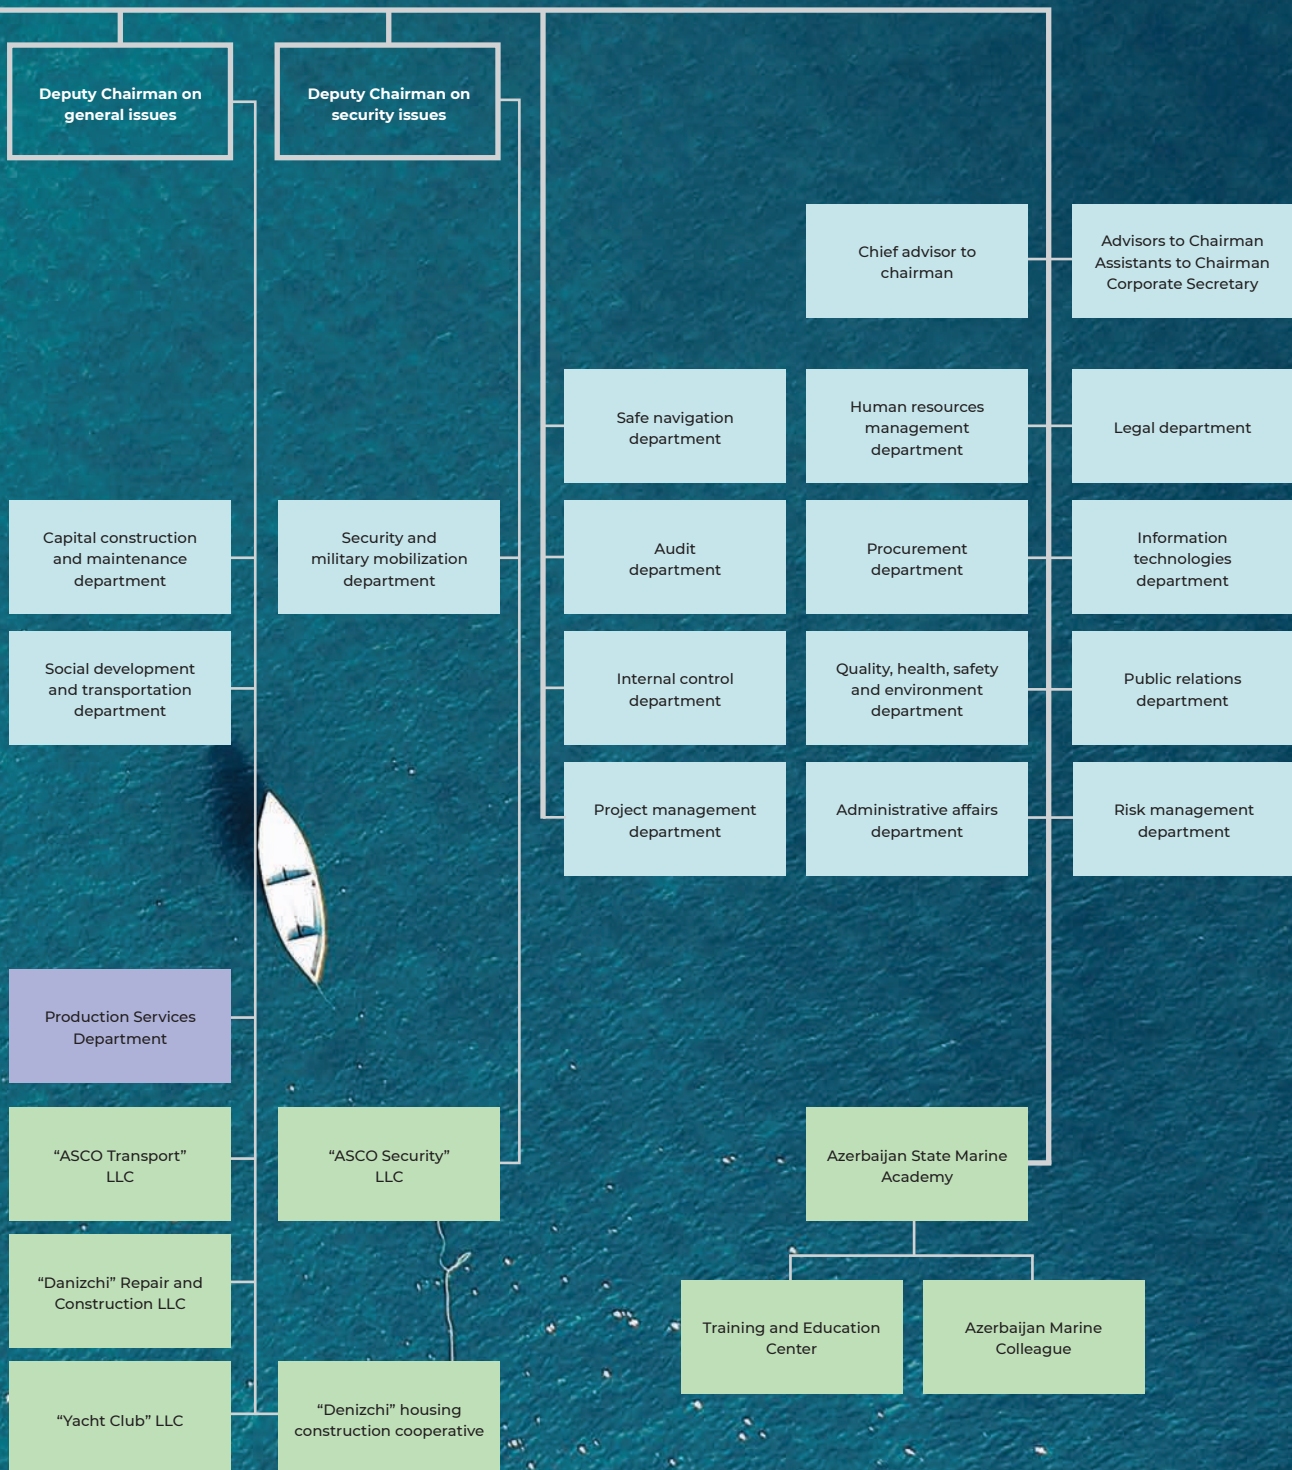 Deputy Chairman on
general issues
Deputy Chairman on
security issues
Chief advisor to
chairman
Advisors to Chairman
Assistants to Chairman
Corporate Secretary
Safe navigation
department
Human resources
management
department
Legal department
Capital construction
and maintenance
department
Security and
military mobilization
department
Audit
department
Procurement
department
Information
technologies
department
Social development
and transportation
department
Internal control
department
Quality, health, safety
and environment
department
Public relations
department
Project management
department
Administrative affairs
department
Risk management
department
Production Services
Department
“ASCO Transport”
LLC
“ASCO Security”
LLC
Azerbaijan State Marine
Academy
“Danizchi” Repair and
Construction LLC
Training and Education
Center
Azerbaijan Marine
Colleague
“Yacht Club” LLC
“Denizchi” housing
construction cooperative